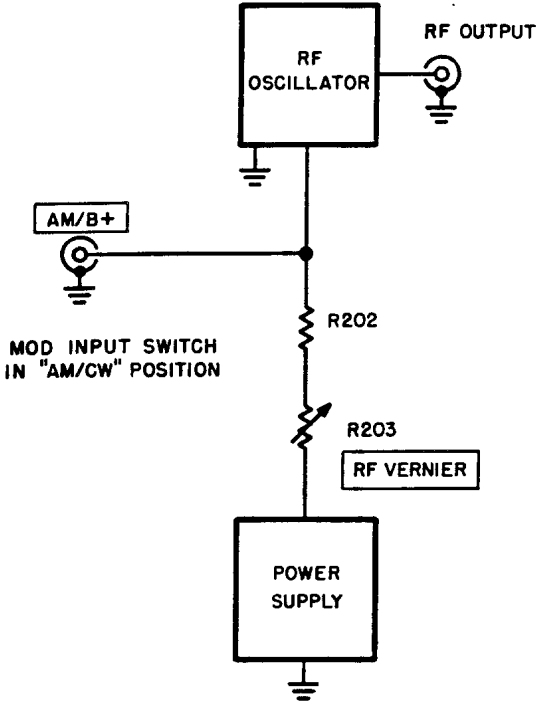 RF OUTPUT
RF
OSCILLATOR
AM/B+
R202
MOD INPUT SWITCH
IN "AM/CW" POSITION
R203
RF VERNIER
POWER
SUPPLY